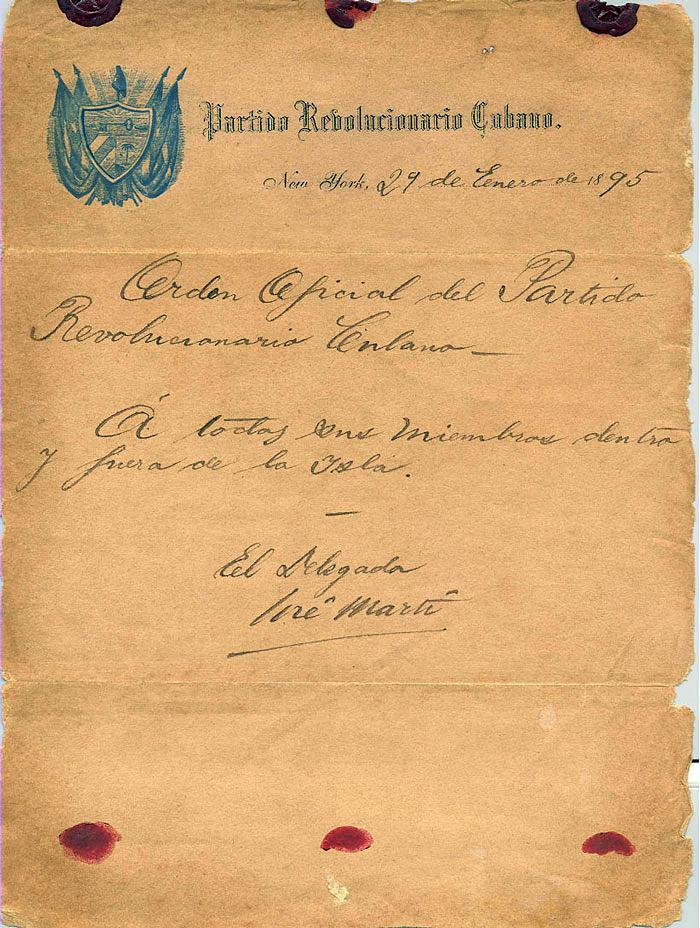 Partido Revolucionario Cubano.
New York, 29 de Enero de 1895
Orden Oficial del Partido
Revolucionario Cubano—
Á todos sus miembros dentro
y fuera de la Isla.
—
El Delegado
José Martí